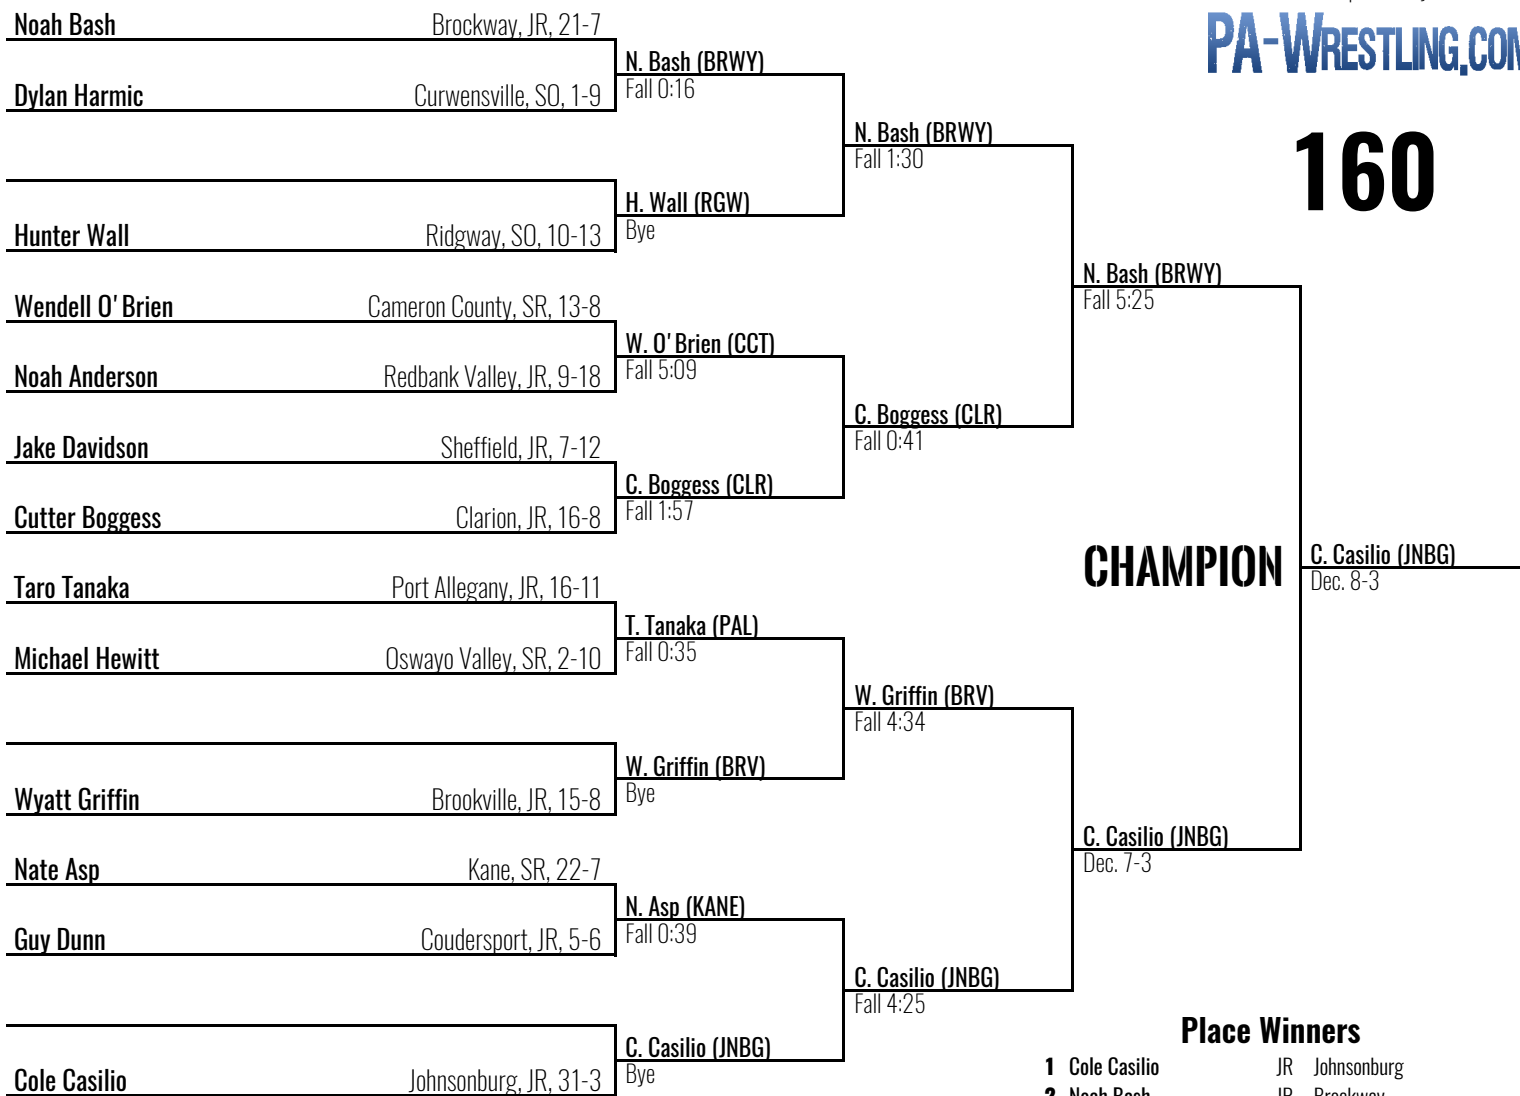 Noah Bash Brockway, JR, 21-7
PA-WRESTLING.COM
N. Bash (BRWY)
Fall 0:16
Dylan Harmic Curwensville, SO, 1-9
N. Bash (BRWY)
Fall 1:30
160
H. Wall (RGW)
Bye
Hunter Wall Ridgway, SO, 10-13
N. Bash (BRWY)
Fall 5:25
Wendell O'Brien Cameron County, SR, 13-8
W. O'Brien (CCT)
Fall 5:09
Noah Anderson Redbank Valley, JR, 9-18
C. Boggess (CLR)
Fall 0:41
Jake Davidson Sheffield, JR, 7-12
C. Boggess (CLR)
Fall 1:57
Cutter Boggess Clarion, JR, 16-8
CHAMPION
C. Casilio (JNBG)
Dec. 8-3
Taro Tanaka Port Allegany, JR, 16-11
T. Tanaka (PAL)
Fall 0:35
Michael Hewitt Oswayo Valley, SR, 2-10
W. Griffin (BRV)
Fall 4:34
W. Griffin (BRV)
Bye
Wyatt Griffin Brookville, JR, 15-8
C. Casilio (JNBG)
Dec. 7-3
Nate Asp Kane, SR, 22-7
N. Asp (KANE)
Fall 0:39
Guy Dunn Coudersport, JR, 5-6
C. Casilio (JNBG)
Fall 4:25
Place Winners
C. Casilio (JNBG)
Bye
1 Cole Casilio JR Johnsonburg
Cole Casilio Johnsonburg, JR, 31-3
2 Noah Bash JR Brockway